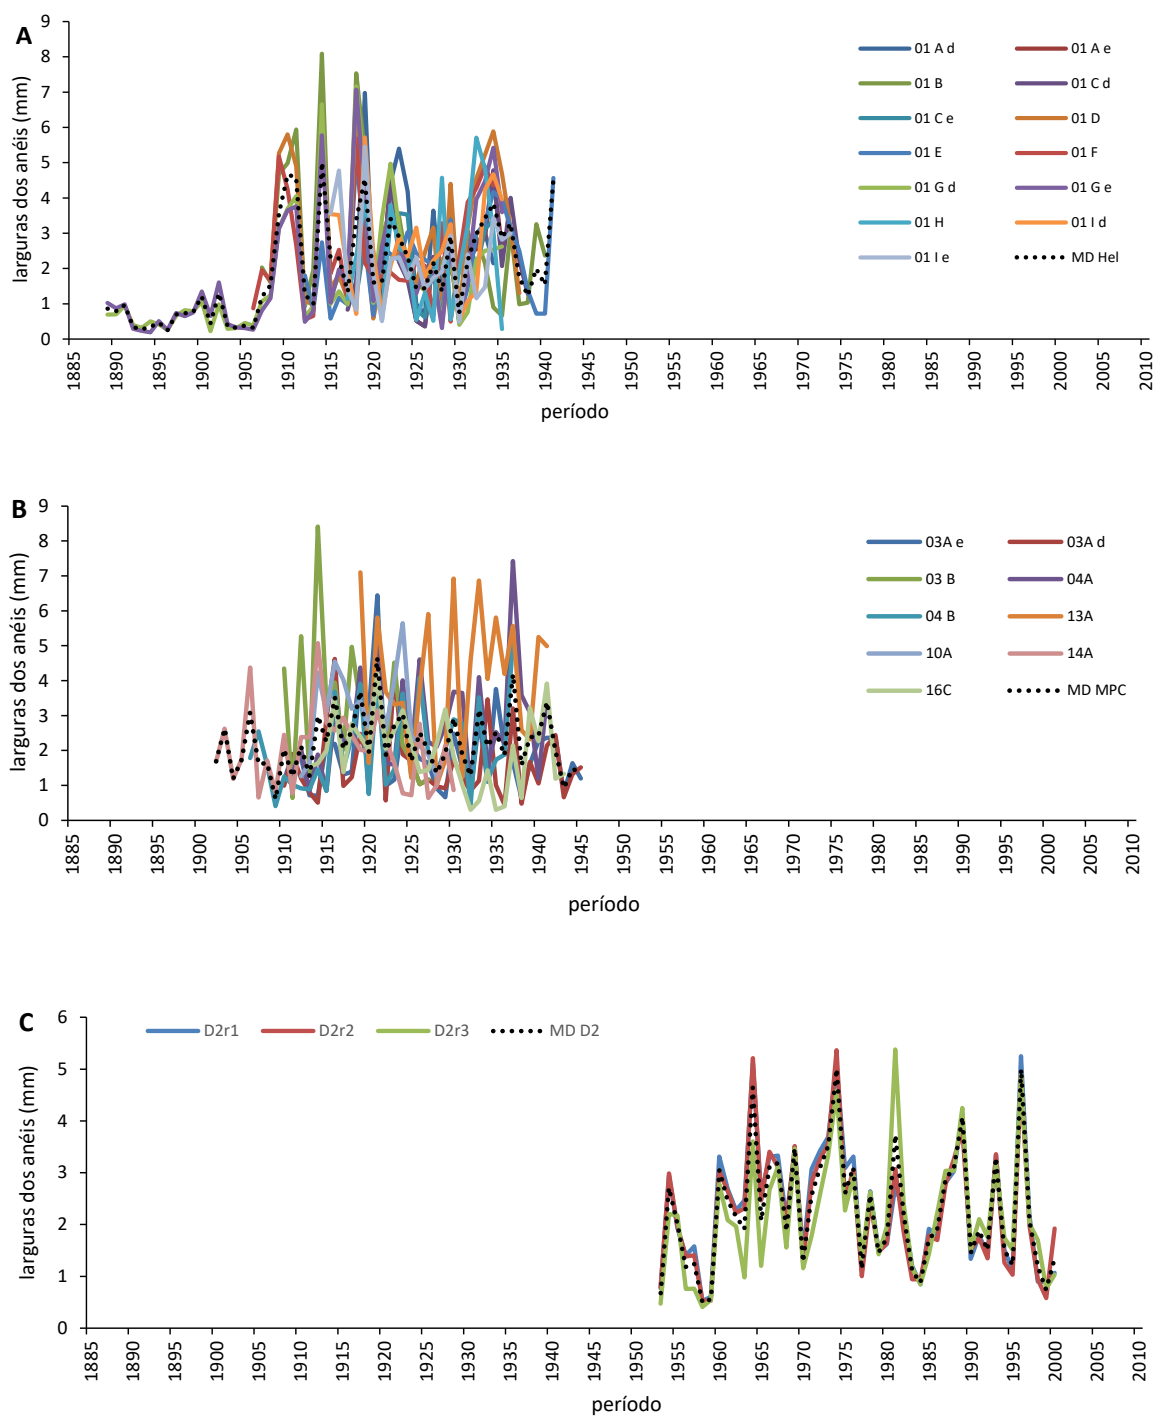 A
larguras dos anéis (mm)
9
8
7
6
5
4
3
2
1
0
01 A d 01 A e
01 B 01 C d
01 C e 01 D
01 E 01 F
01 G d 01 G e
01 H 01 I d
01 I e MD Hel
1885 1890 1895 1900 1905 1910 1915 1920 1925 1930 1935 1940 1945 1950 1955 1960 1965 1970 1975 1980 1985 1990 1995 2000 2005 2010
período
B
larguras dos anéis (mm)
9
8
7
6
5
4
3
2
1
0
03A e 03A d
03 B 04A
04 B 13A
10A 14A
16C MD MPC
1885 1890 1895 1900 1905 1910 1915 1920 1925 1930 1935 1940 1945 1950 1955 1960 1965 1970 1975 1980 1985 1990 1995 2000 2005 2010
período
C
larguras dos anéis (mm)
6
5
4
3
2
1
0
D2r1 D2r2 D2r3 MD D2
1885 1890 1895 1900 1905 1910 1915 1920 1925 1930 1935 1940 1945 1950 1955 1960 1965 1970 1975 1980 1985 1990 1995 2000 2005 2010
período